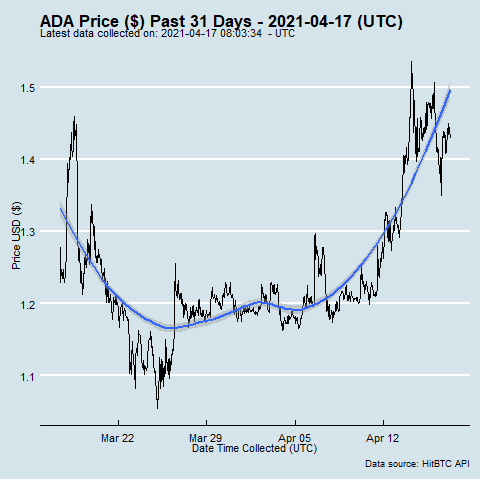 ADA Price ($) Past 31 Days - 2021-04-17 (UTC)
Latest data collected on: 2021-04-17 08:03:34 - UTC
1.5
1.4
1.3
1.2
1.1
Price USD ($)
Mar 22 Mar 29 Apr 05 Apr 12
Date Time Collected (UTC)
Data source: HitBTC API